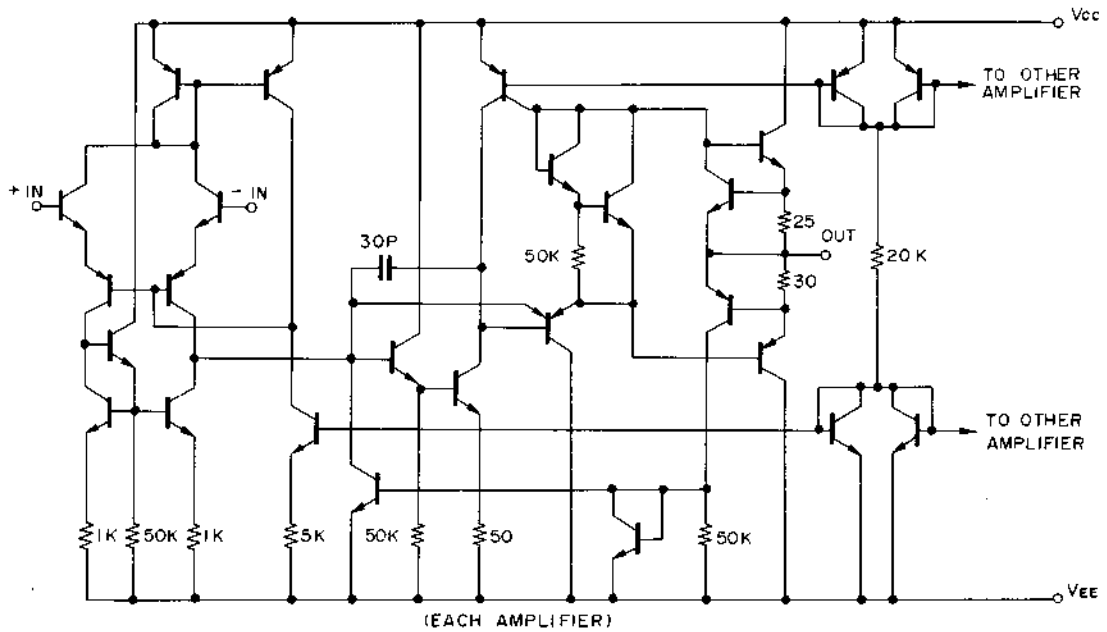 Vcc
TO OTHER
AMPLIFIER
+ IN
- IN
25
OUT
30P
50K
20 K
30
TO OTHER
AMPLIFIER
1K
50K
1K
5K
50K
50
50K
VEE
(EACH AMPLIFIER)